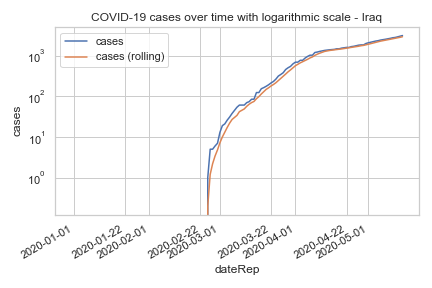 COVID-19 cases over time with logarithmic scale - Iraq
cases
cases (rolling)
10³
10²
10¹
10⁰
cases
2020-01-01
2020-01-22
2020-02-01
2020-02-22
2020-03-01
2020-03-22
2020-04-01
2020-04-22
2020-05-01
dateRep